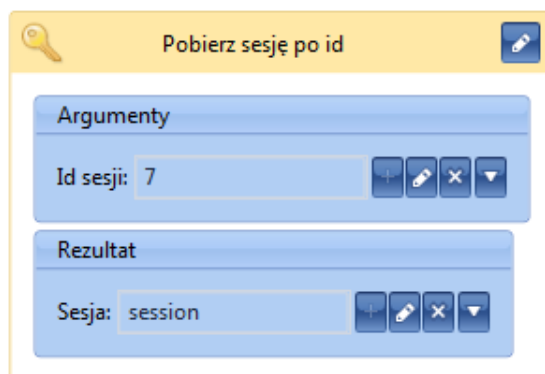 Pobierz sesję po id
Argumenty
Id sesji: 7
Rezultat
Sesja: session